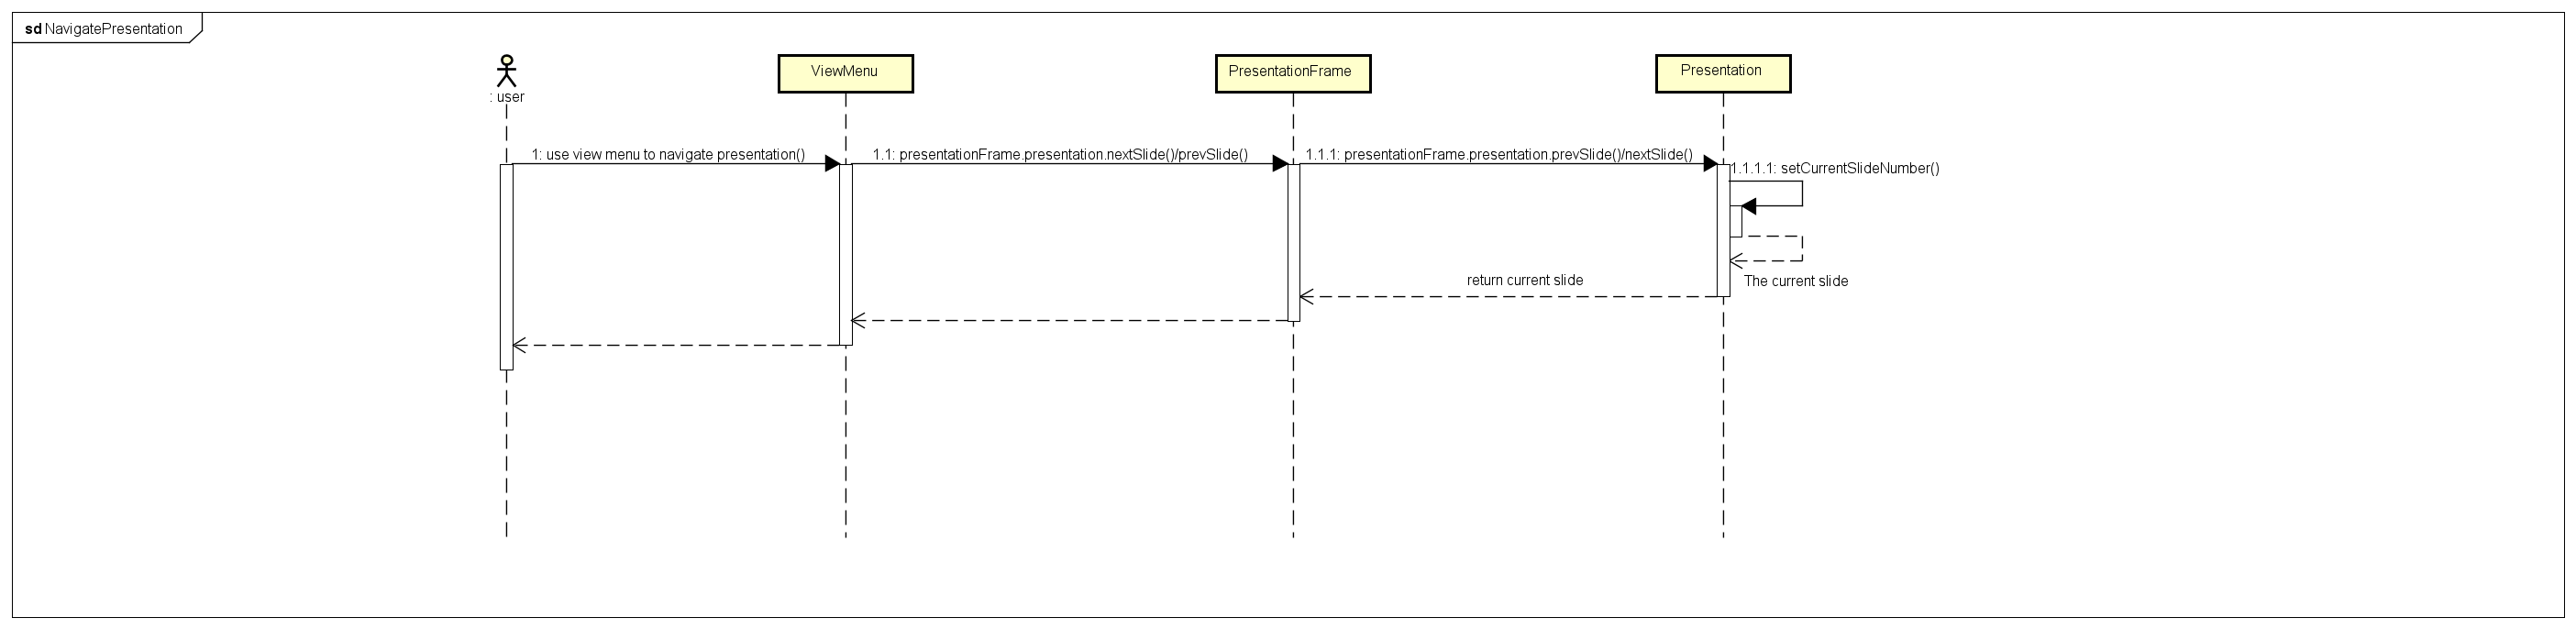 sd NavigatePresentation
: user
ViewMenu
PresentationFrame
Presentation
1: use view menu to navigate presentation()
1.1: presentationFrame.presentation.nextSlide()/prevSlide()
1.1.1: presentationFrame.presentation.prevSlide()/nextSlide()
1.1.1.1: setCurrentSlideNumber()
return current slide
The current slide